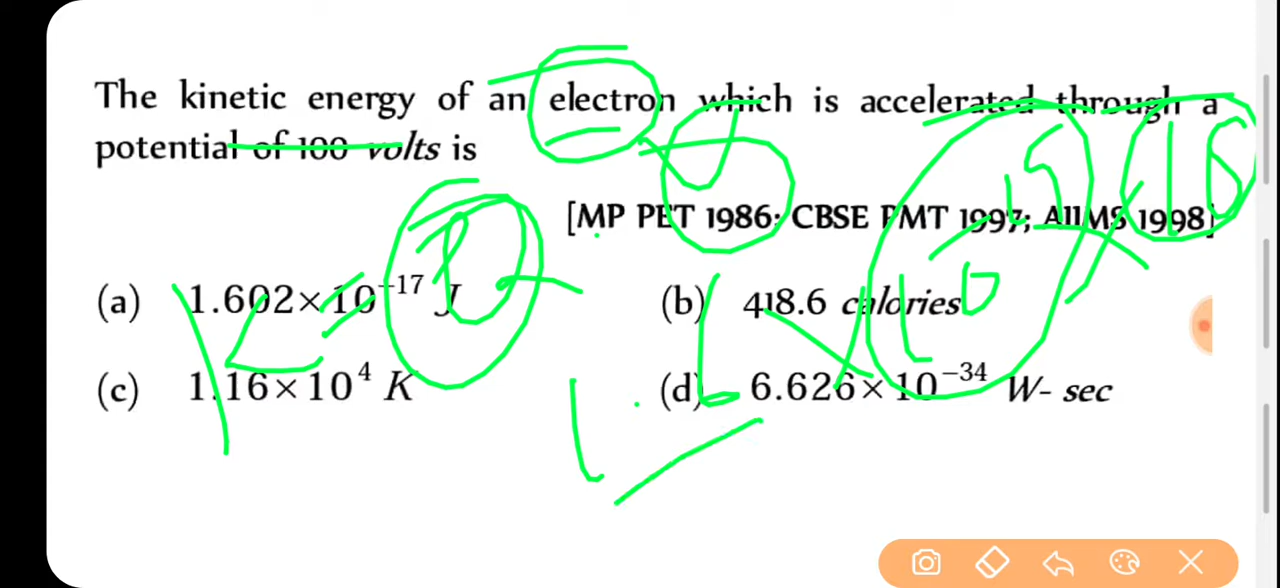 The kinetic energy of an electron which is accelerated through a
potential of 100 volts is
[MP PET 1986; CBSE PMT 1997; AIIMS 1998]
(a) 1.602×10⁻¹⁷ J (b) 418.6 calories
(c) 1.16×10⁴ K (d) 6.626×10⁻³⁴ W- sec